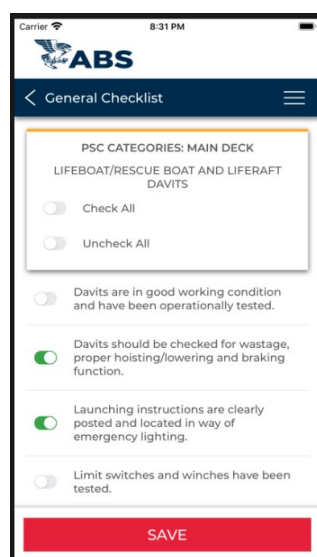 Carrier 8:31 PM
ABS
General Checklist
PSC CATEGORIES: MAIN DECK
LIFEBOAT/RESCUE BOAT AND LIFERAFT
DAVITS
Check All
Uncheck All
Davits are in good working condition
and have been operationally tested.
Davits should be checked for wastage,
proper hoisting/lowering and braking
function.
Launching instructions are clearly
posted and located in way of
emergency lighting.
Limit switches and winches have been
tested.
SAVE